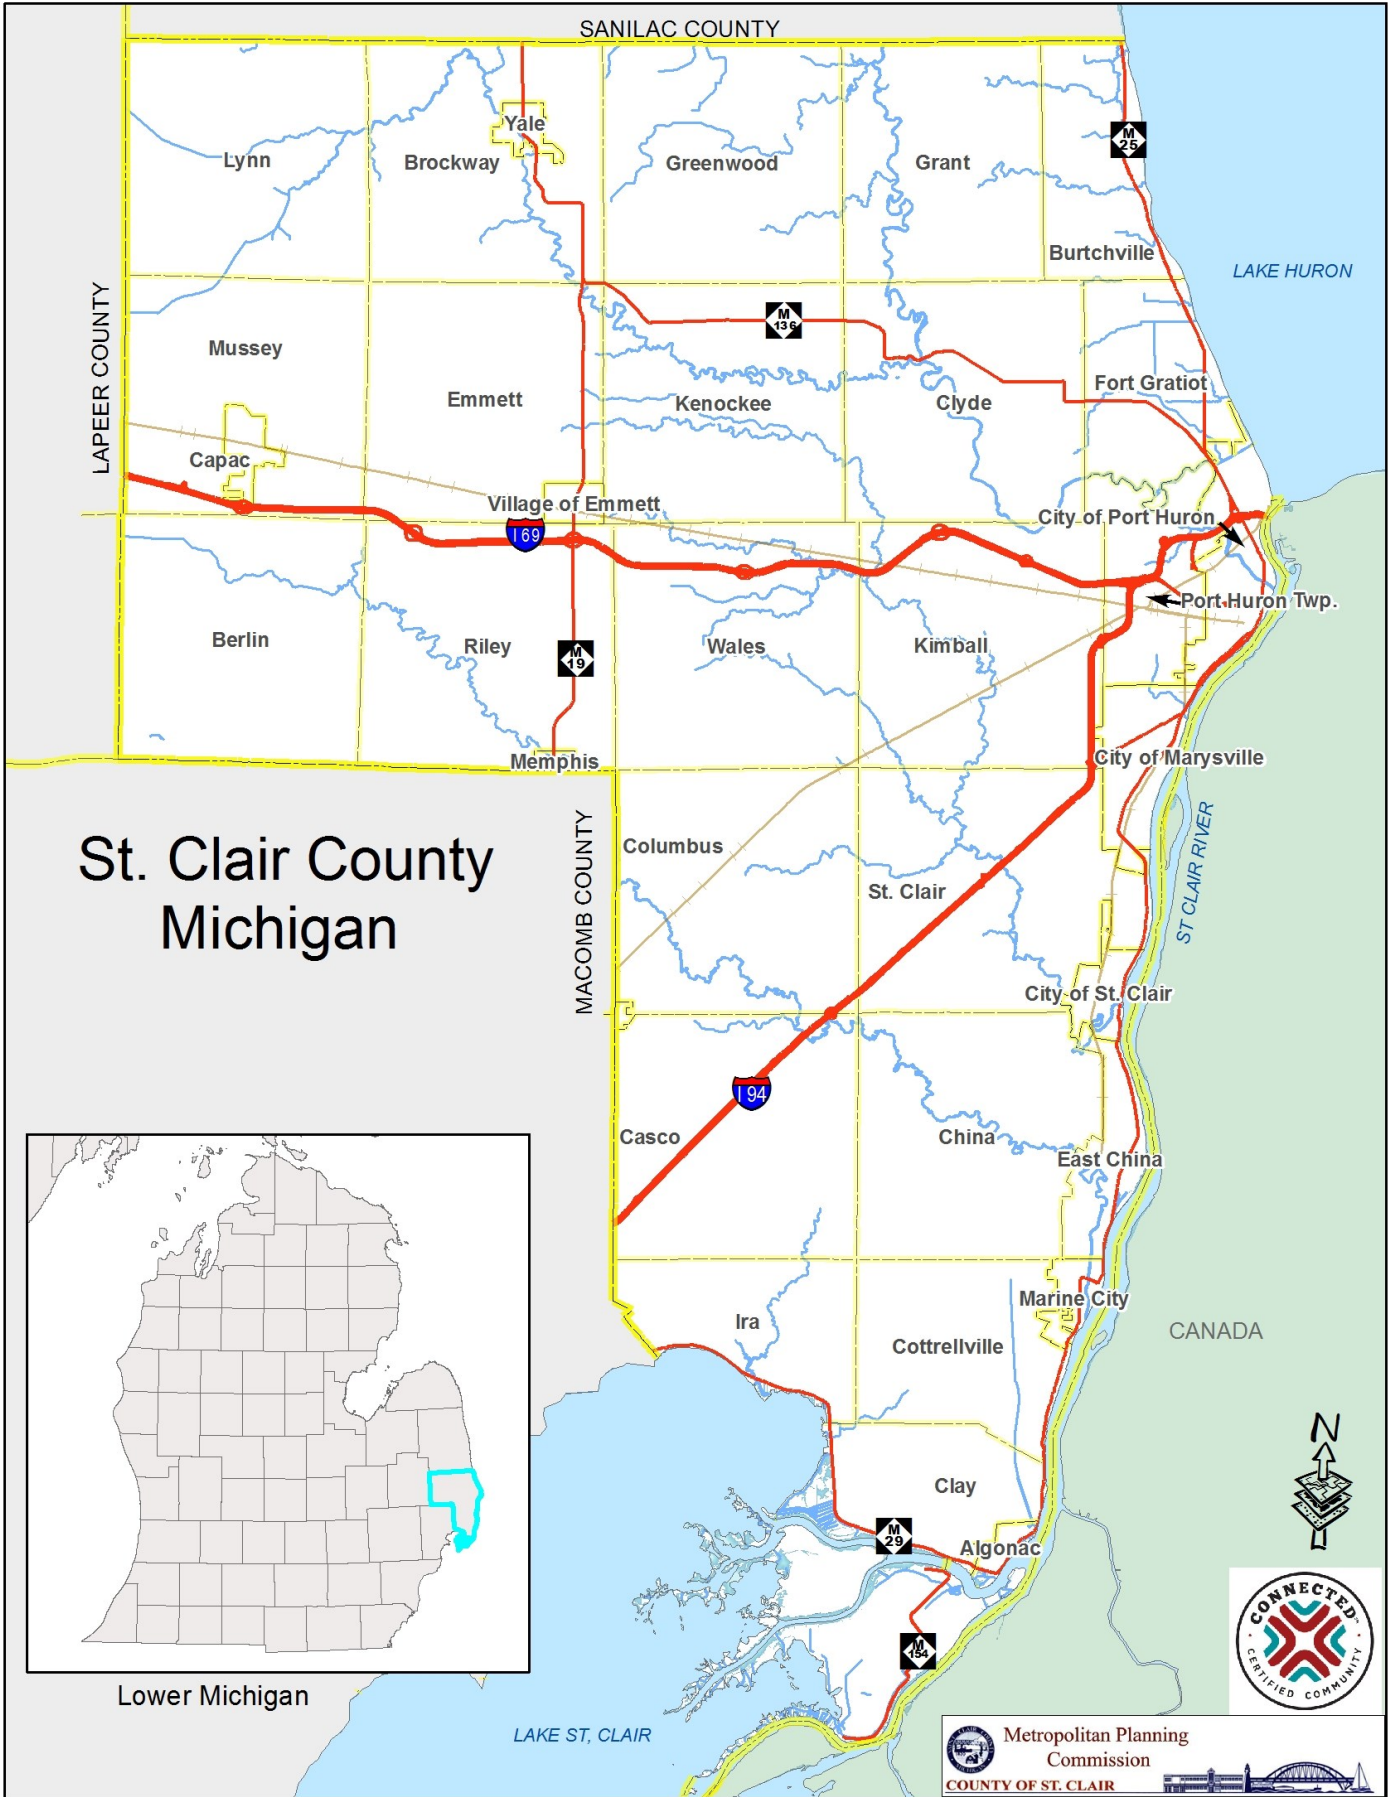 SANILAC COUNTY
M
25
Yale
Lynn
Brockway
Greenwood
Grant
Burtchville
LAKE HURON
LAPEER COUNTY
M
136
Mussey
Emmett
Kenockee
Clyde
Fort Gratiot
Capac
Village of Emmett
City of Port Huron
I 69
Port Huron Twp.
Berlin
Riley
M
19
Wales
Kimball
Memphis
City of Marysville
St. Clair County
Michigan
MACOMB COUNTY
Columbus
St. Clair
ST CLAIR RIVER
City of St. Clair
I 94
Casco
China
East China
Marine City
Ira
Cottrellville
CANADA
N
Clay
M
29
Algonac
M
154
Lower Michigan
LAKE ST, CLAIR
CONNECTED
CERTIFIED COMMUNITY
Metropolitan Planning
Commission
COUNTY OF ST. CLAIR